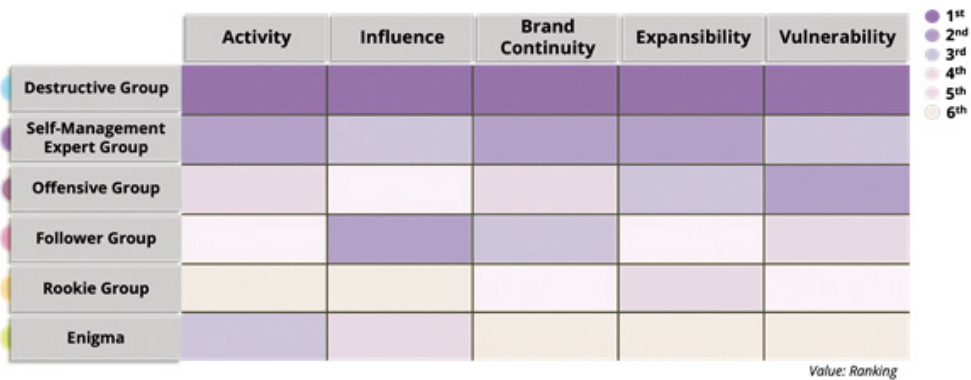 Activity
Influence
Brand
Continuity
Expansibility
Vulnerability
1st
2nd
3rd
4th
5th
6th
Destructive Group
Self-Management
Expert Group
Offensive Group
Follower Group
Rookie Group
Enigma
Value: Ranking